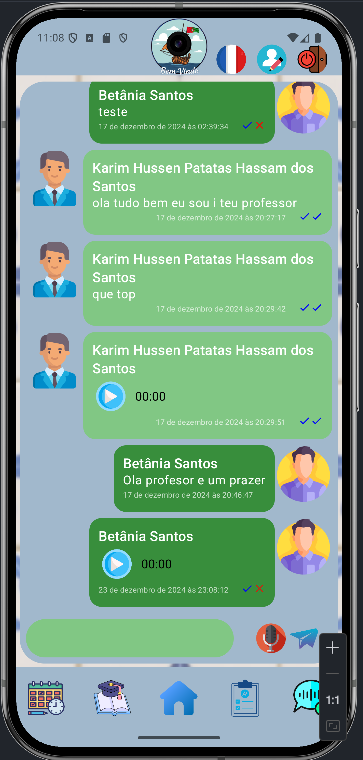 11:08
Bem-Vindo
Betânia Santos
teste
17 de dezembro de 2024 às 02:39:34
Karim Hussen Patatas Hassam dos
Santos
ola tudo bem eu sou i teu professor
17 de dezembro de 2024 às 20:27:17
Karim Hussen Patatas Hassam dos
Santos
que top
17 de dezembro de 2024 às 20:29:42
Karim Hussen Patatas Hassam dos
Santos
00:00
17 de dezembro de 2024 às 20:29:51
Betânia Santos
Ola profesor e um prazer
17 de dezembro de 2024 às 20:46:47
Betânia Santos
00:00
23 de dezembro de 2024 às 23:08:12
1:1